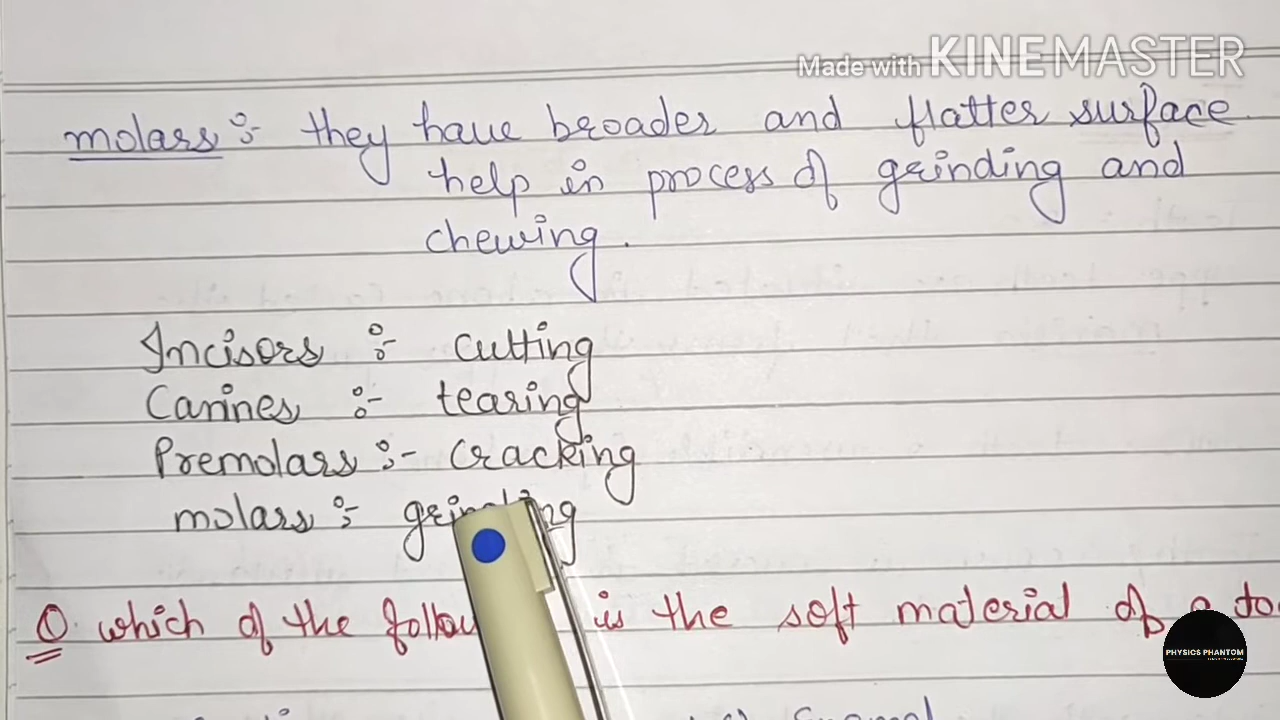 Made with KINEMASTER
molars :- they have broader and flatter surface
help in process of grinding and
chewing.
Incisors :- cutting
Canines :- tearing
Premolars :- cracking
molars :- grinding
Q. which of the is the soft material of a
PHYSICS PHANTOM